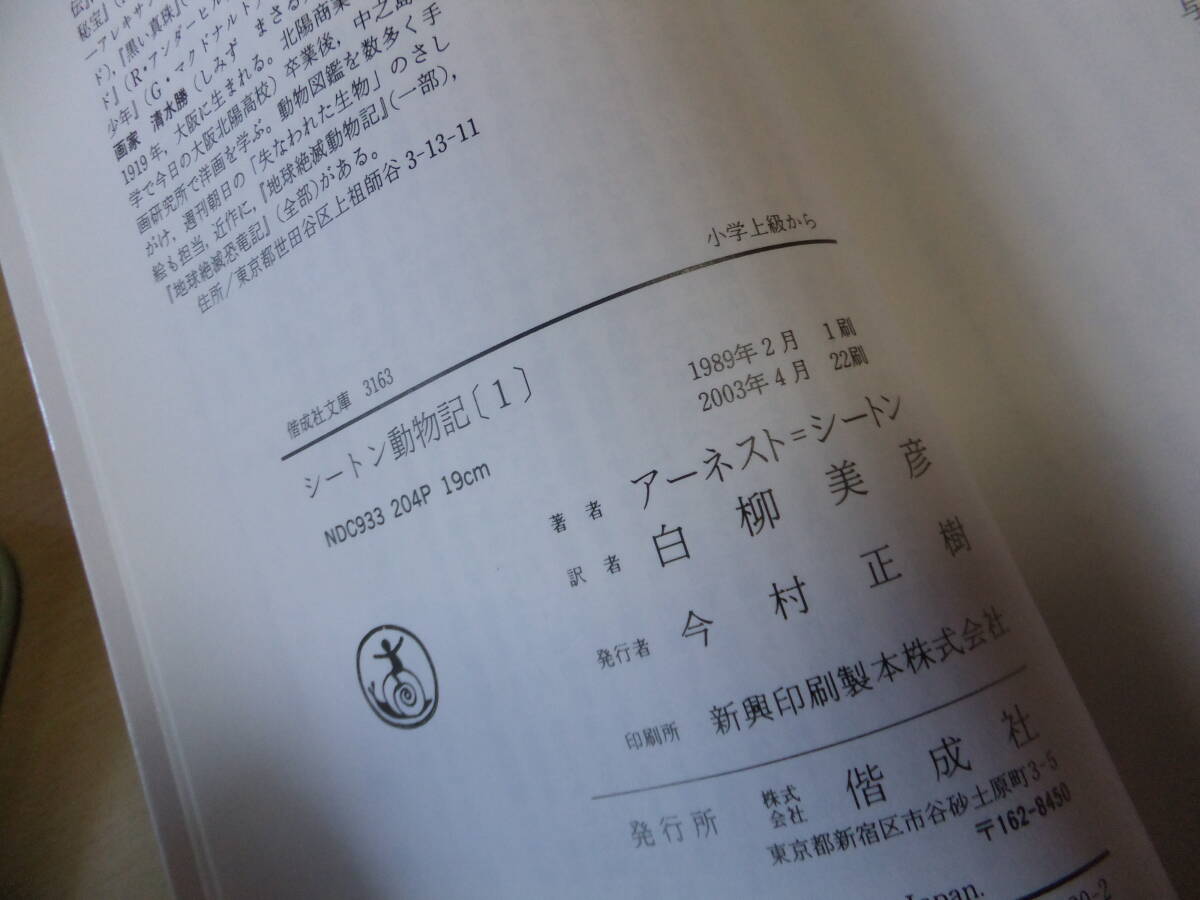 秘宝』(
―アレキサン
ド),『黒い真珠』(
ド』(R・アンダーヒル
少年』(G・マクドナルド
画家 清水勝(しみず まさる)
1919年,大阪に生まれる。北陽商業
学で今日の大阪北陽高校)卒業後,中之島
画研究所で洋画を学ぶ。動物図鑑を数多く手
がけ,週刊朝日の「失なわれた生物」のさし
絵も担当,近作に,『地球絶滅動物記』(一部),
『地球絶滅恐竜記』(全部)がある。
住所/東京都世田谷区上祖師谷3-13-11
小学上級から
偕成社文庫 3163
シートン動物記〔1〕
NDC933 204P 19cm
1989年2月 1刷
2003年4月 22刷
著者 アーネスト=シートン
訳者 白柳美彦
発行者 今村正樹
印刷所 新興印刷製本株式会社
発行所 株式会社 偕成社
東京都新宿区市谷砂土原町3-5
〒162-8450
Japan.